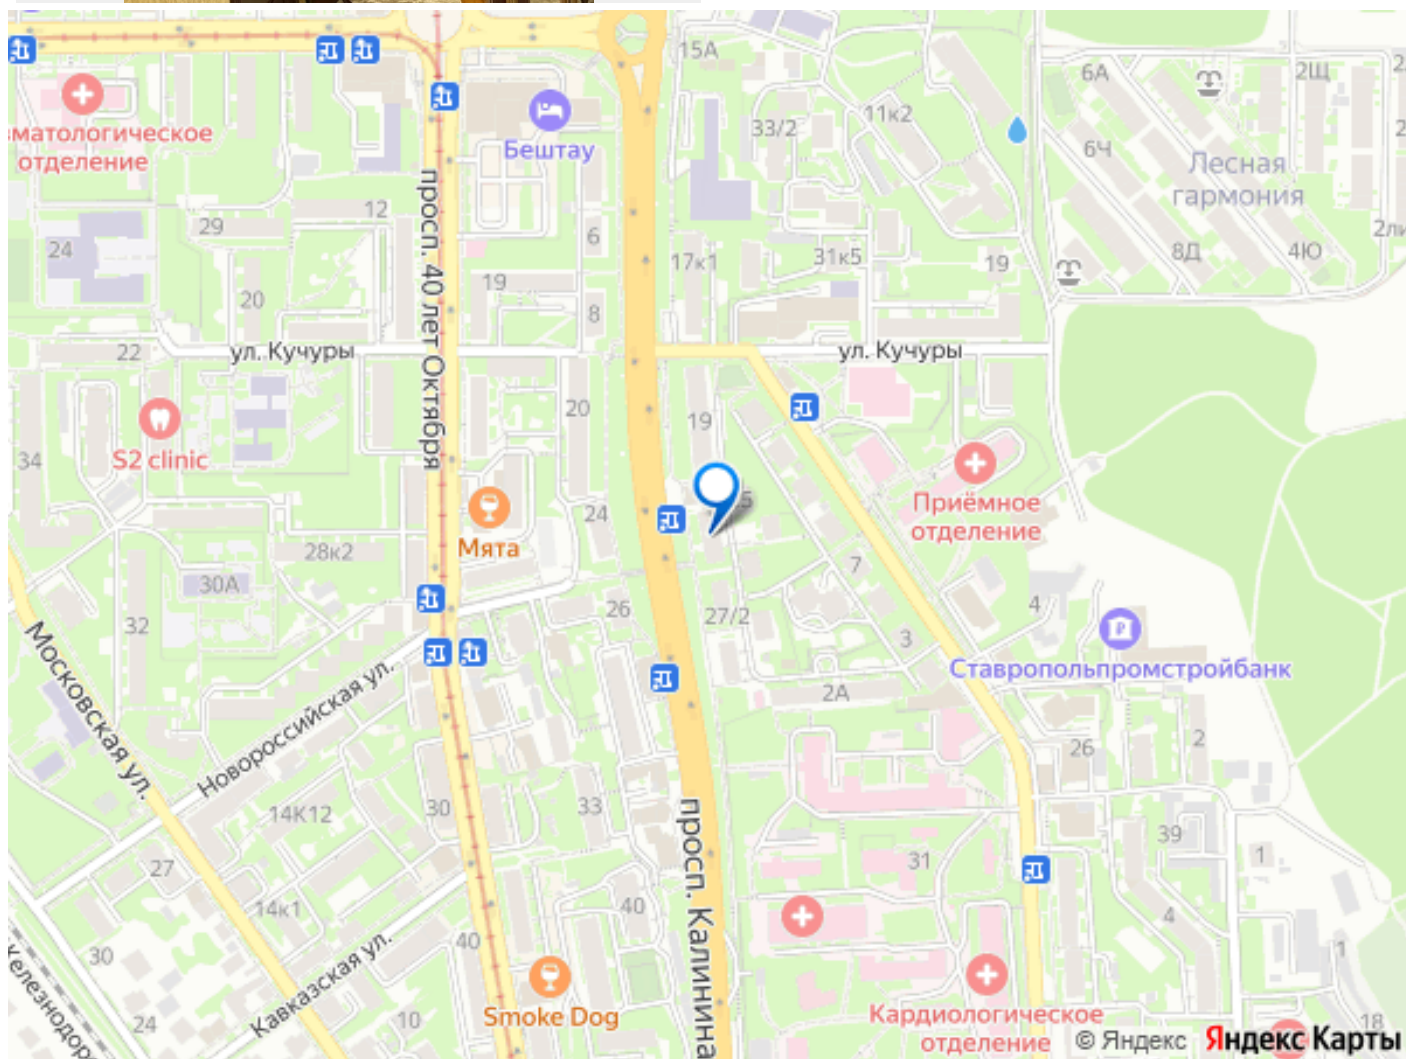 15А
6А
2Щ
11к2
33/2
6Ч
Бештау
отделение
Лесная
гармония
просп. 40 лет Октября
12
29
24
6
17к1
31к5
19
8Д
4Ю
20
19
8
22
ул. Кучуры
ул. Кучуры
20
19
34
S2 clinic
24
Приёмное
отделение
Мята
28к2
30А
7
32
26
27/2
4
3
Ставропольпромстройбанк
Московская ул.
Новороссийская ул.
2А
26
2
14К12
30
33
просп. Калинина
39
27
31
1
14к1
40
4
40
30
Кавказская ул.
1
24
10
Smoke Dog
Кардиологическое
отделение
18
© Яндекс
Яндекс Карты